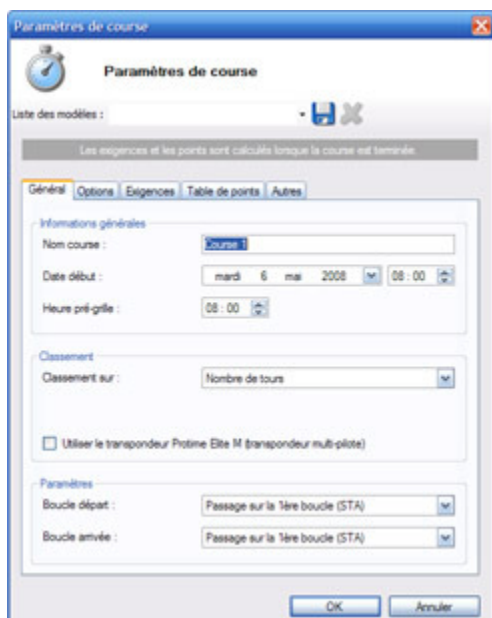 Paramètres de course
Paramètres de course
Liste des modèles :
Les exigences et les points sont calculés lorsque la course est terminée.
Général Options Exigences Table de points Autres
Informations générales
Nom course : Course 1
Date début : mardi 6 mai 2008 08 : 00
Heure pré-grille : 08 : 00
Classement
Classement sur : Nombre de tours
Utiliser le transpondeur Protime Elite M (transpondeur multi-pilote)
Paramètres
Boucle départ : Passage sur la 1ère boucle (STA)
Boucle arrivée : Passage sur la 1ère boucle (STA)
OK Annuler